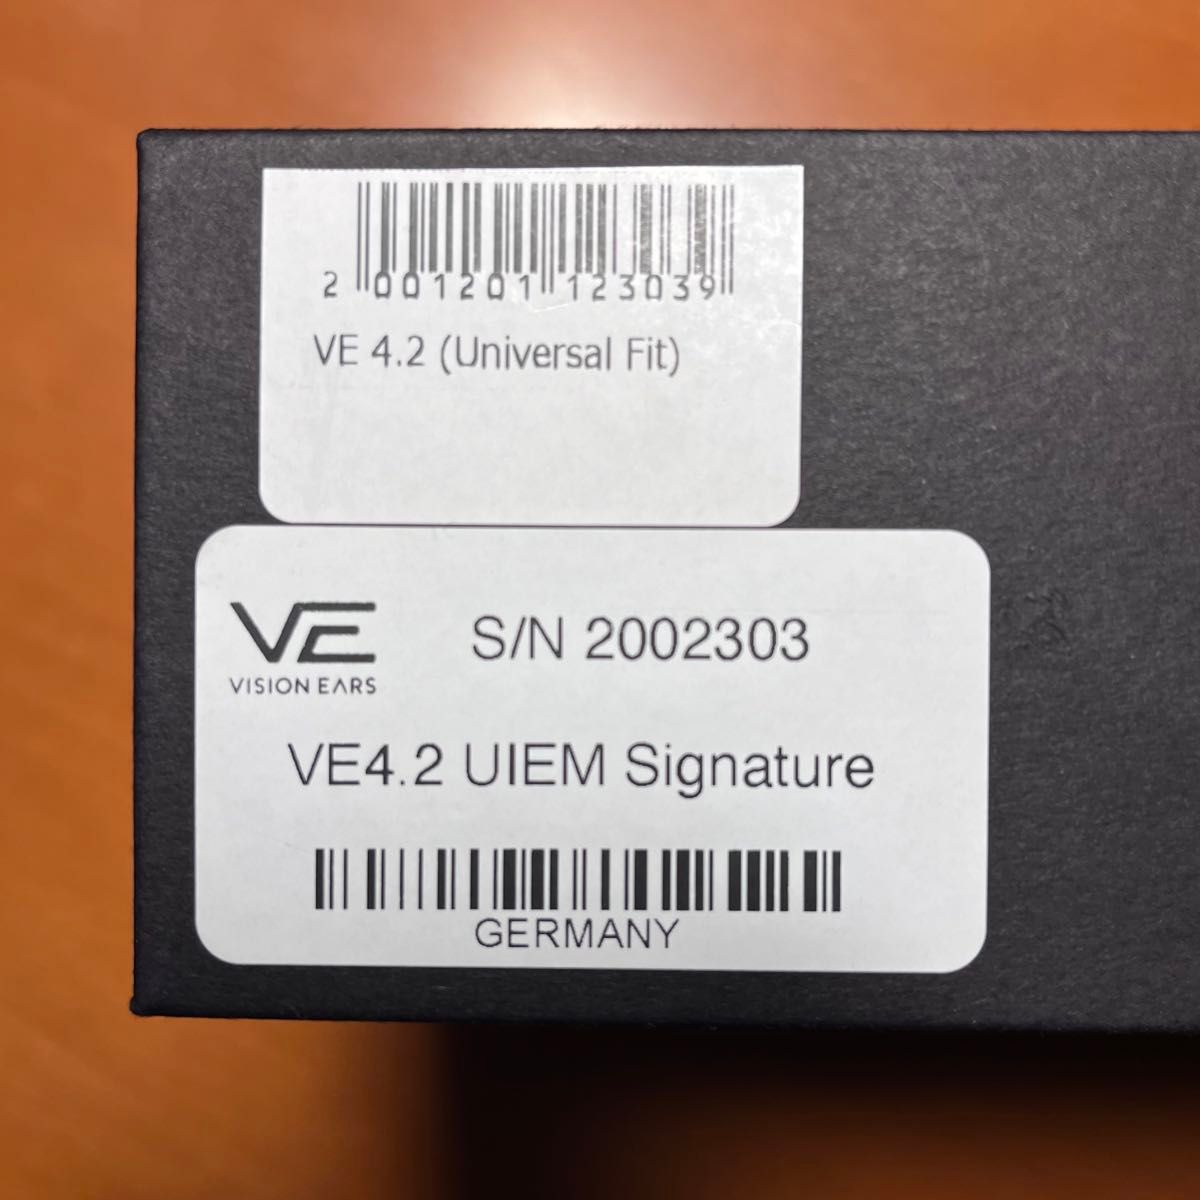 2 001201 123039
VE 4.2 (Universal Fit)
VE
VISION EARS
S/N 2002303
VE4.2 UIEM Signature
GERMANY